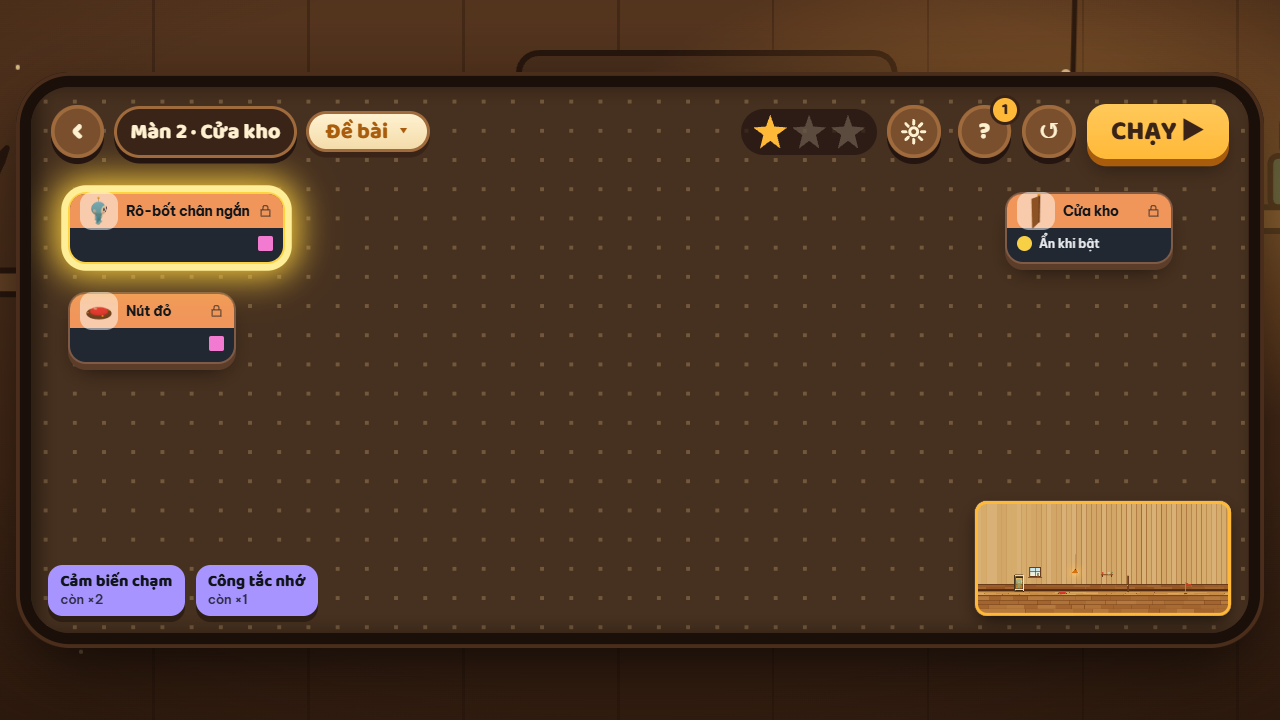 Màn 2 · Cửa kho
Đề bài
?
1
CHẠY
Rô-bốt chân ngắn
Cửa kho
Ẩn khi bật
Nút đỏ
Cảm biến chạm
còn ×2
Công tắc nhớ
còn ×1